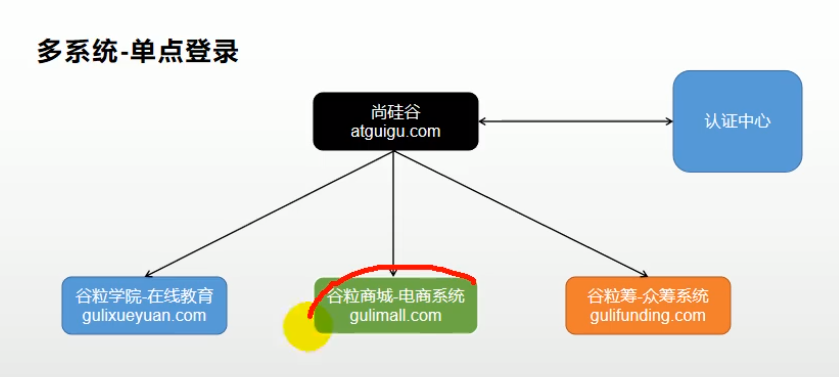 多系统-单点登录
尚硅谷
atguigu.com
认证中心
谷粒学院-在线教育
gulixueyuan.com
谷粒商城-电商系统
gulimall.com
谷粒筹-众筹系统
gulifunding.com